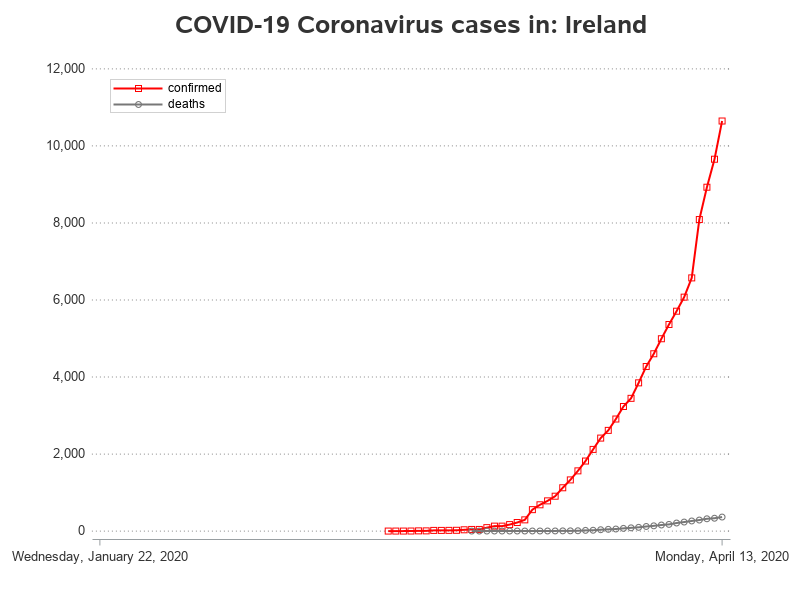 COVID-19 Coronavirus cases in: Ireland
12,000
confirmed
deaths
10,000
8,000
6,000
4,000
2,000
0
Wednesday, January 22, 2020 Monday, April 13, 2020